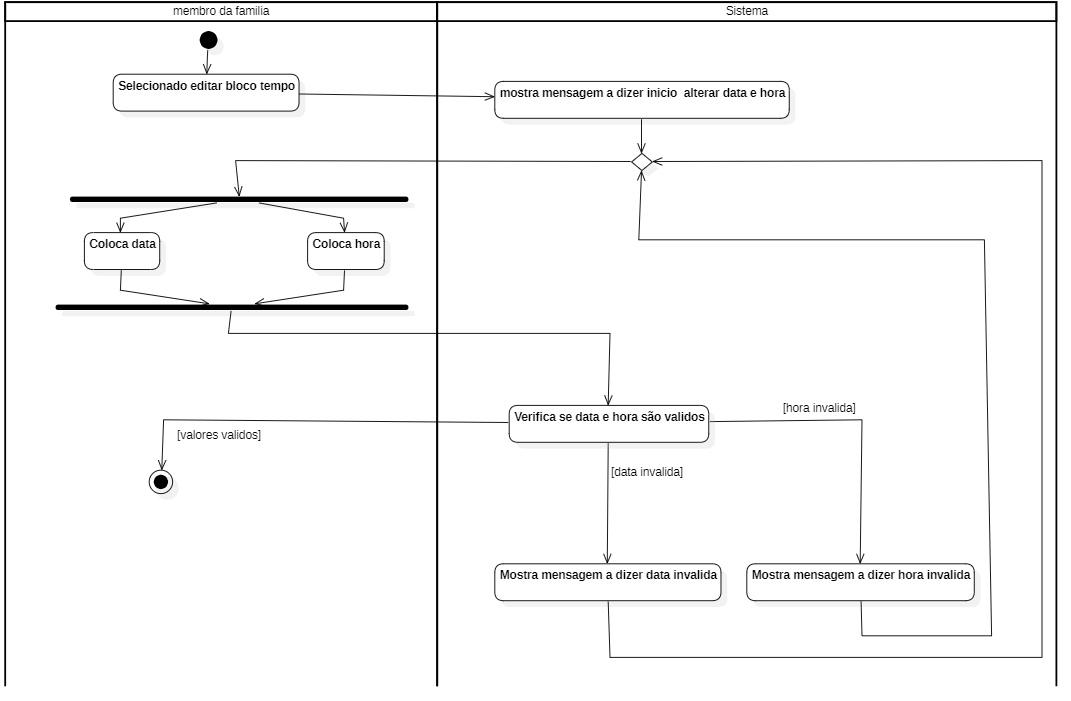 membro da familia
Sistema
Selecionado editar bloco tempo
mostra mensagem a dizer inicio  alterar data e hora
Coloca data
Coloca hora
[hora invalida]
Verifica se data e hora são validos
[valores validos]
[data invalida]
Mostra mensagem a dizer data invalida
Mostra mensagem a dizer hora invalida